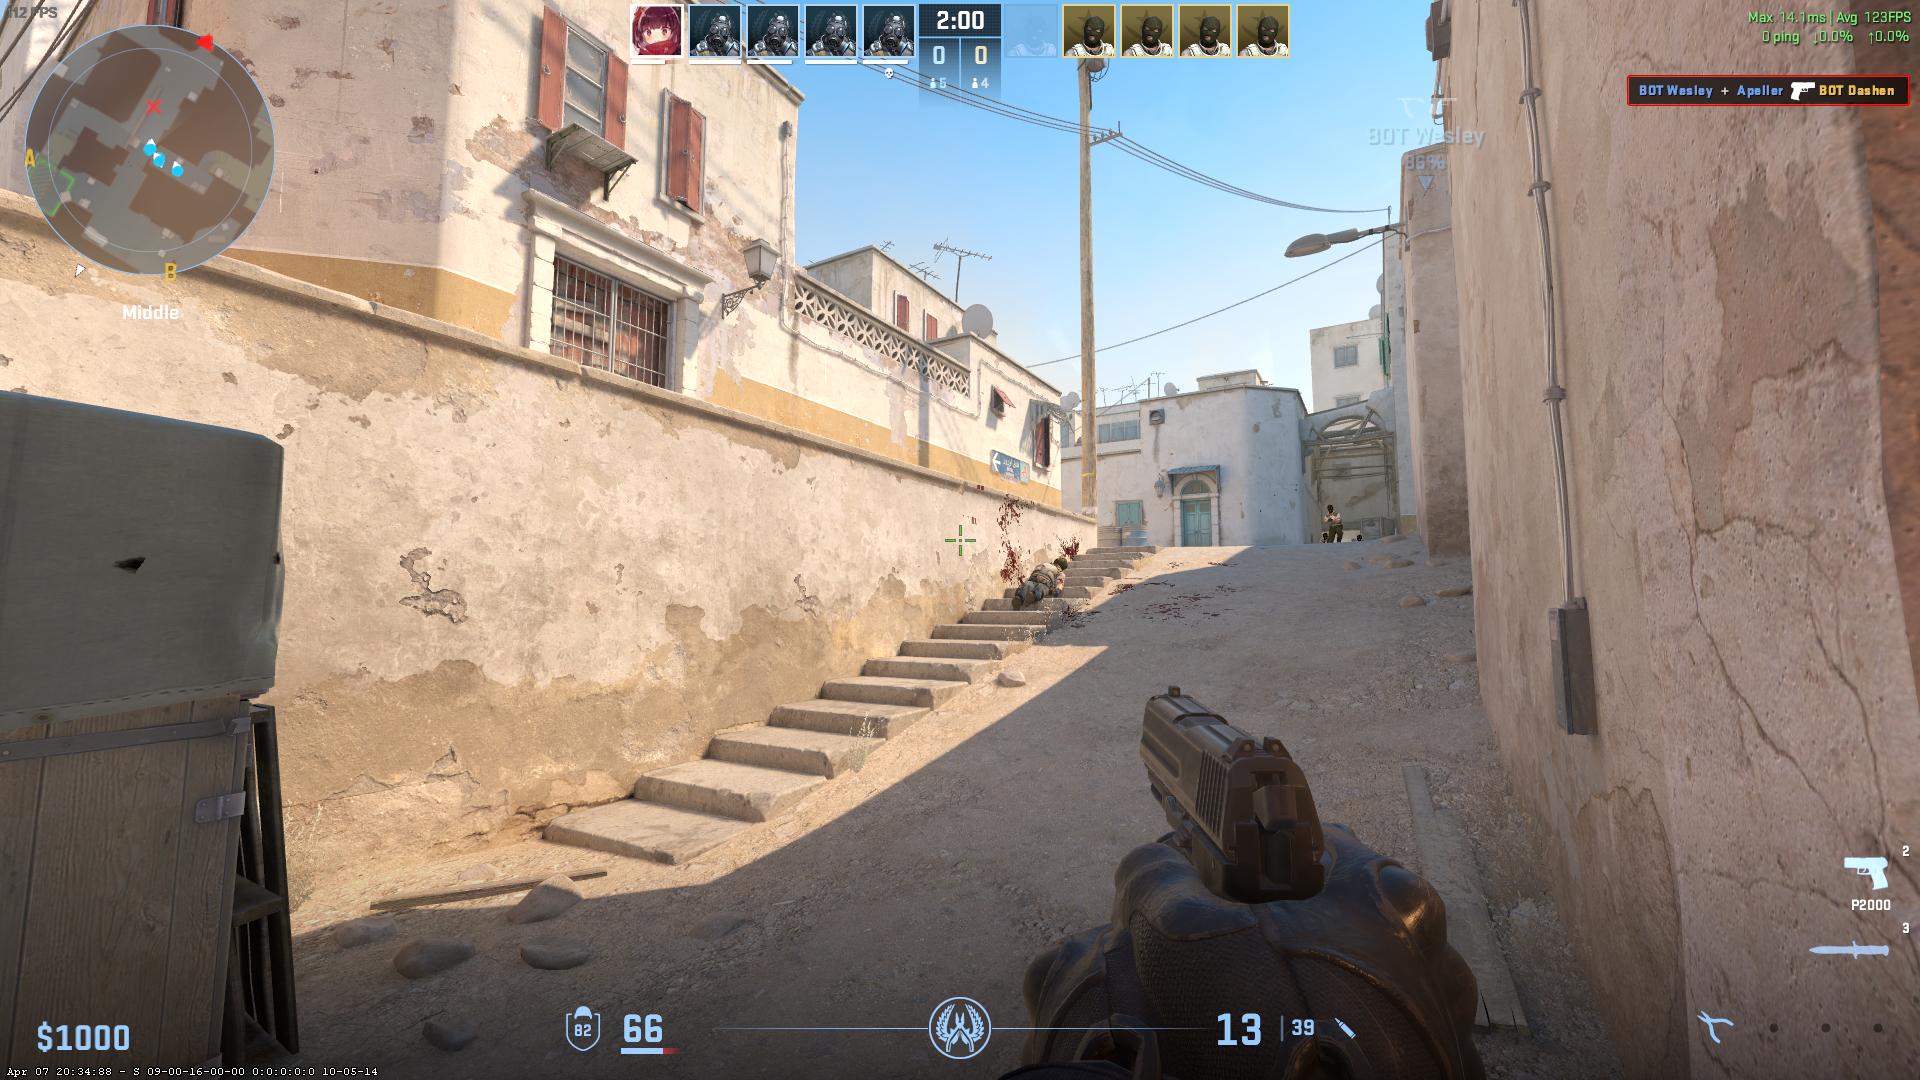 112 FPS
2:00
0 0
5 4
Max 14.1ms | Avg 123FPS
0 ping ↓0.0% ↑0.0%
BOT Wesley + Apeller BOT Dashen
BOT Wesley
86%
A
B
Middle
2
P2000
3
$1000
82 66
13 | 39
Apr 07 20:34:88 - S 09-00-16-00-00 0:0:0:0:0 10-05-14